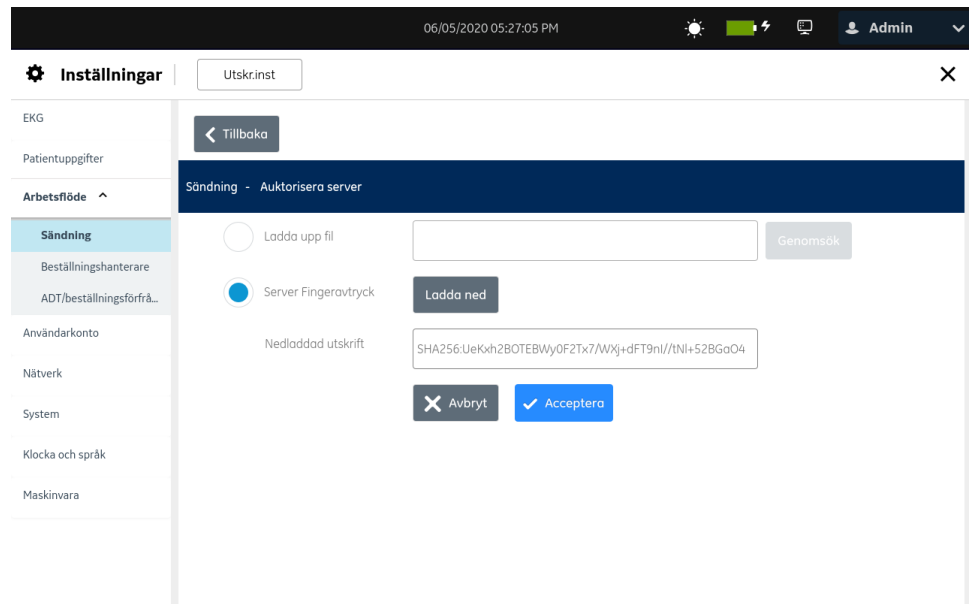 06/05/2020 05:27:05 PM
Admin
Inställningar
Utskr.inst
EKG
Patientuppgifter
Arbetsflöde
Sändning
Beställningshanterare
ADT/beställningsförfrå...
Användarkonto
Nätverk
System
Klocka och språk
Maskinvara
Tillbaka
Sändning - Auktorisera server
Ladda upp fil
Genomsök
Server Fingeravtryck
Ladda ned
Nedladdad utskrift
SHA256:UeKxh2BOTEBWy0F2Tx7/WXj+dFT9nI//tNl+52BGaO4
Avbryt
Acceptera